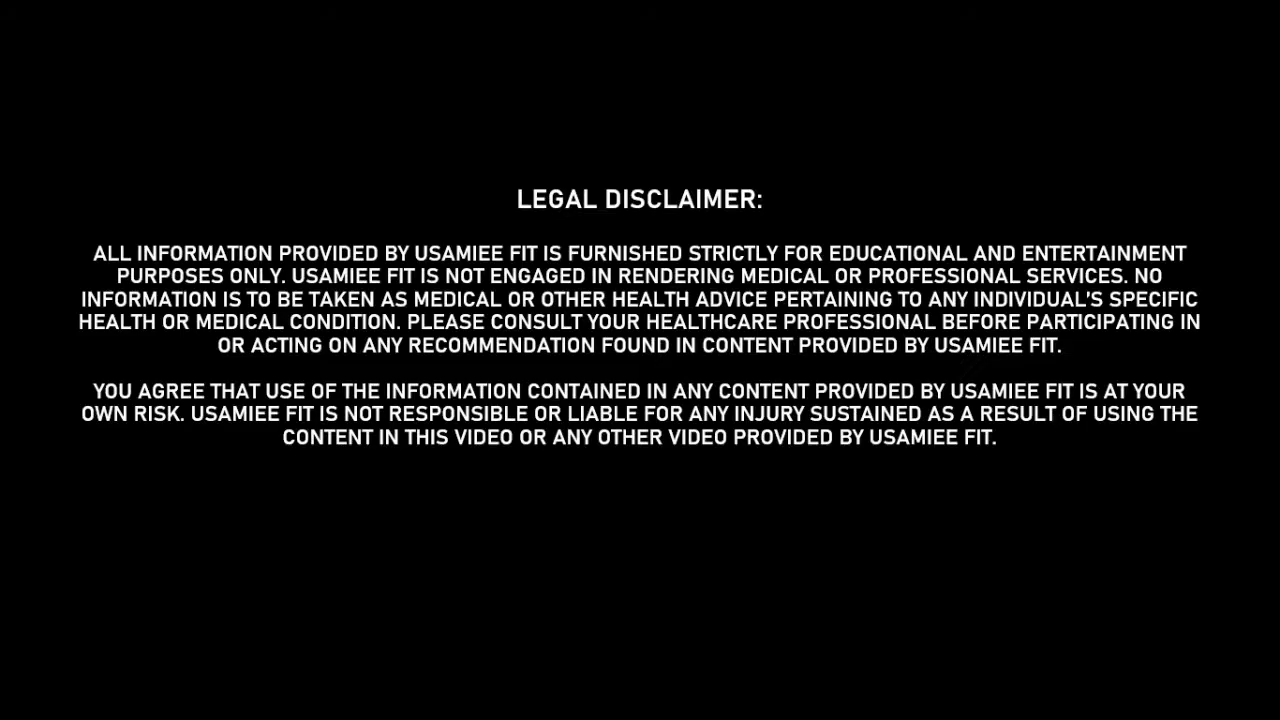 LEGAL DISCLAIMER:
ALL INFORMATION PROVIDED BY USAMIEE FIT IS FURNISHED STRICTLY FOR EDUCATIONAL AND ENTERTAINMENT
PURPOSES ONLY. USAMIEE FIT IS NOT ENGAGED IN RENDERING MEDICAL OR PROFESSIONAL SERVICES. NO
INFORMATION IS TO BE TAKEN AS MEDICAL OR OTHER HEALTH ADVICE PERTAINING TO ANY INDIVIDUAL'S SPECIFIC
HEALTH OR MEDICAL CONDITION. PLEASE CONSULT YOUR HEALTHCARE PROFESSIONAL BEFORE PARTICIPATING IN
OR ACTING ON ANY RECOMMENDATION FOUND IN CONTENT PROVIDED BY USAMIEE FIT.
YOU AGREE THAT USE OF THE INFORMATION CONTAINED IN ANY CONTENT PROVIDED BY USAMIEE FIT IS AT YOUR
OWN RISK. USAMIEE FIT IS NOT RESPONSIBLE OR LIABLE FOR ANY INJURY SUSTAINED AS A RESULT OF USING THE
CONTENT IN THIS VIDEO OR ANY OTHER VIDEO PROVIDED BY USAMIEE FIT.